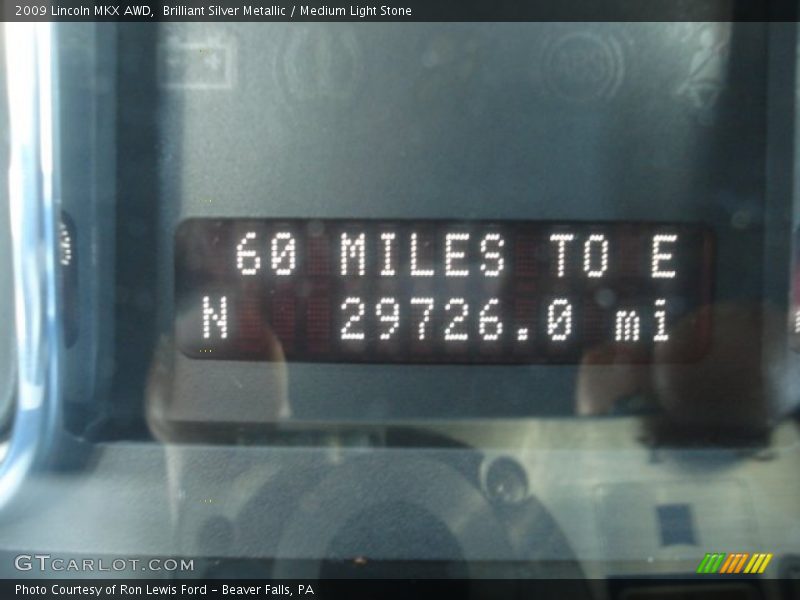 2009 Lincoln MKX AWD,  Brilliant Silver Metallic / Medium Light Stone
60 MILES TO E
N 29726.0 mi
GTCARLOT.COM
Photo Courtesy of Ron Lewis Ford - Beaver Falls, PA